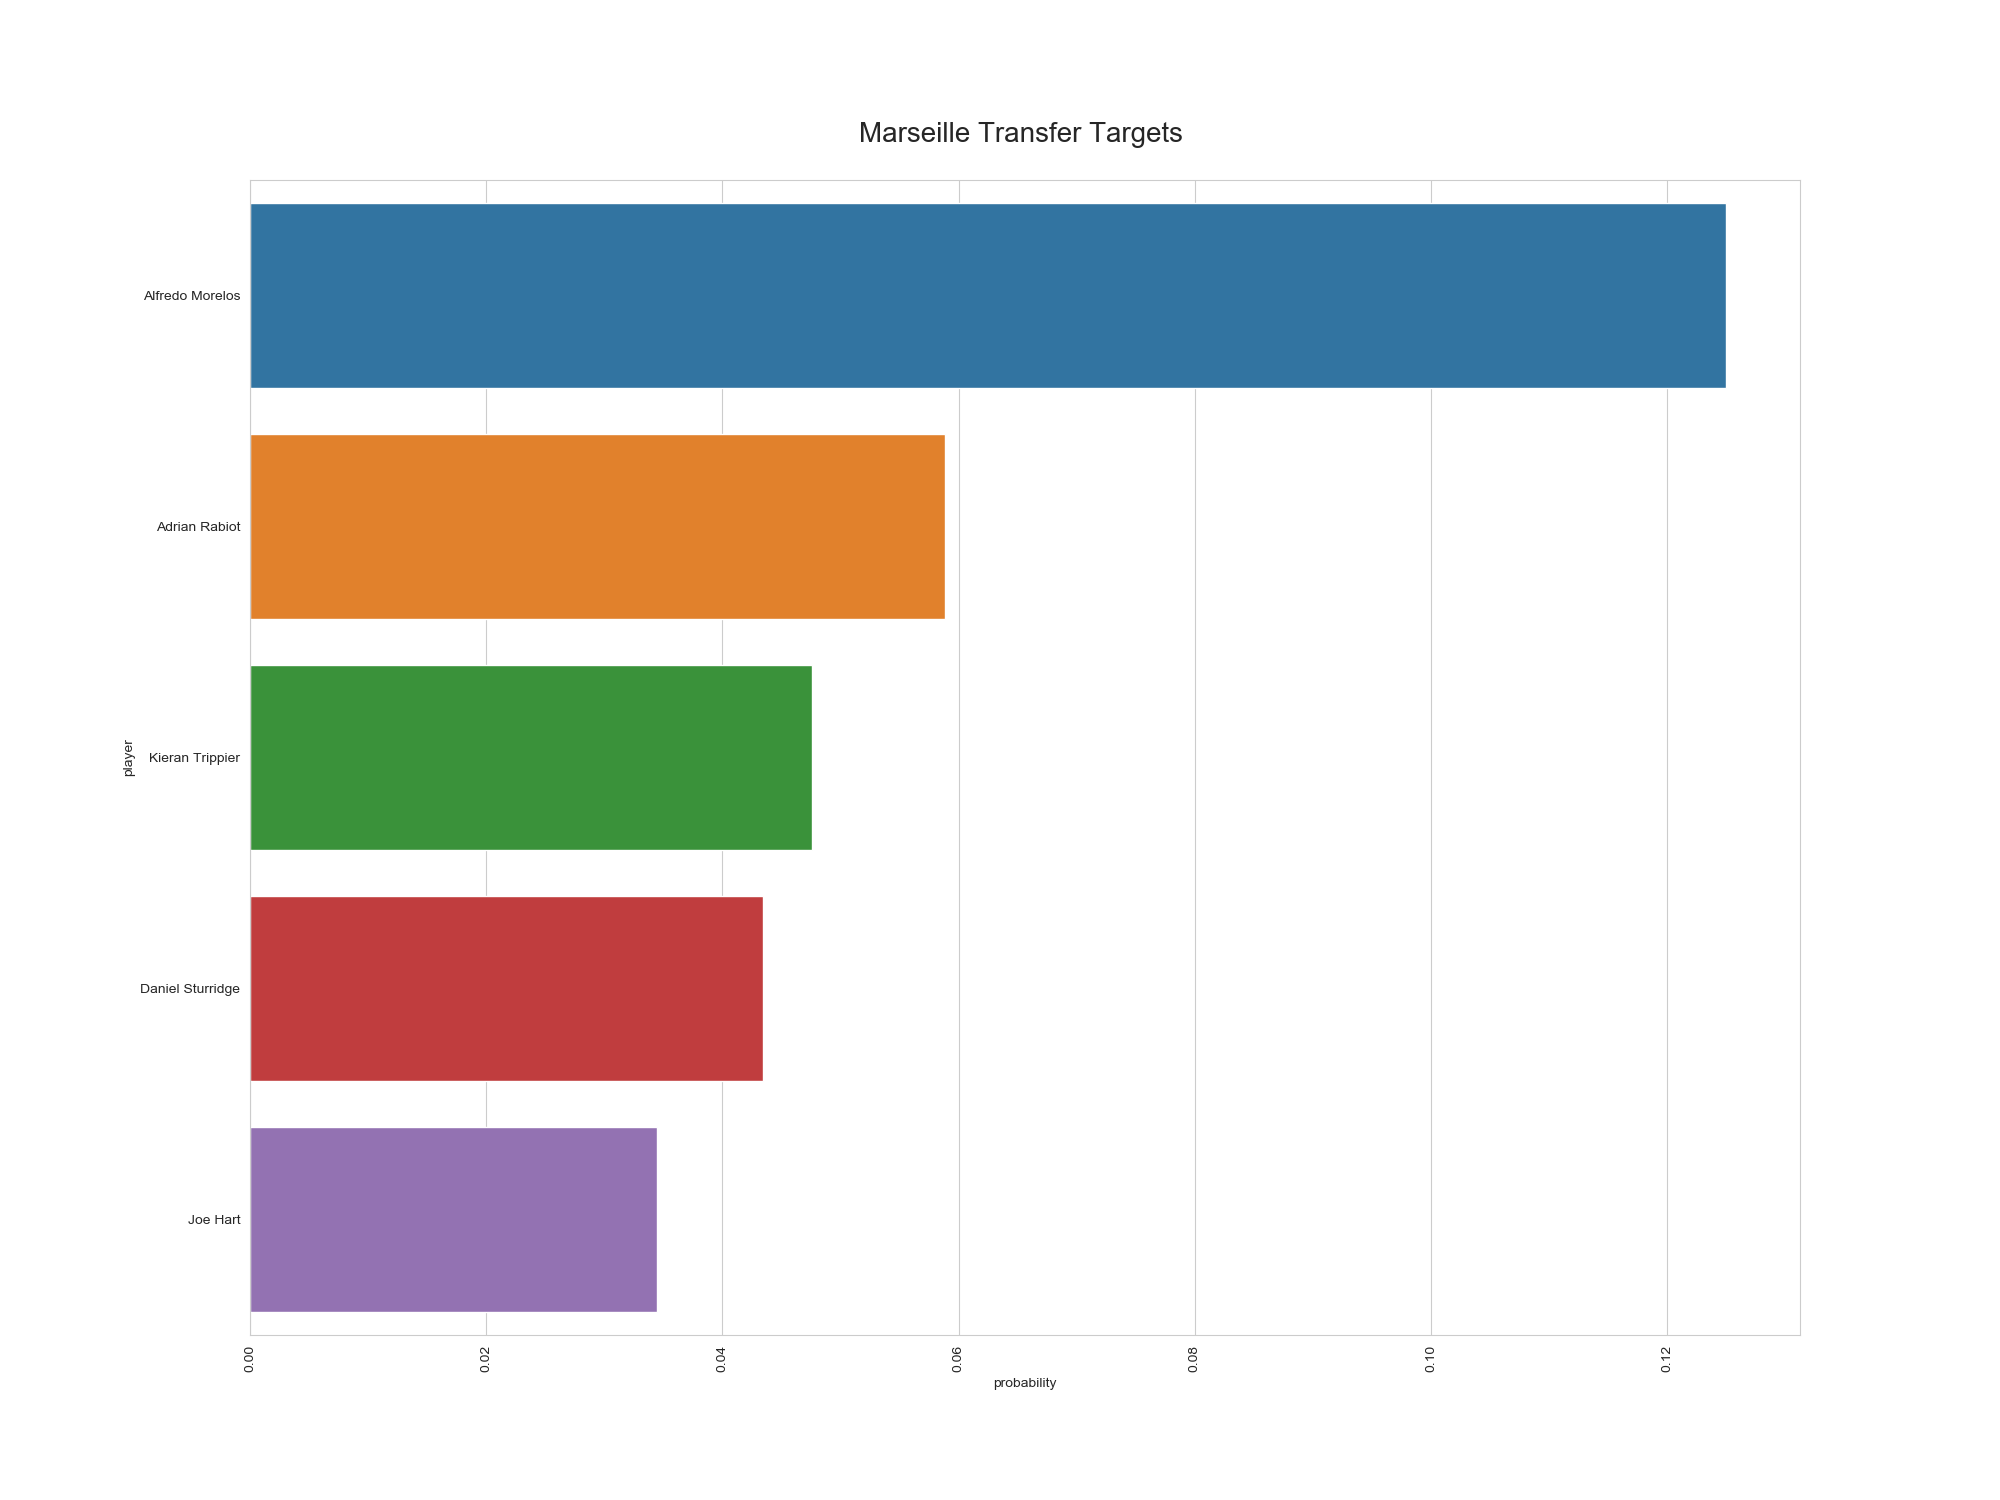 Marseille Transfer Targets
Alfredo Morelos
Adrian Rabiot
Kieran Trippier
Daniel Sturridge
Joe Hart
player
0.00
0.02
0.04
0.06
0.08
0.10
0.12
probability